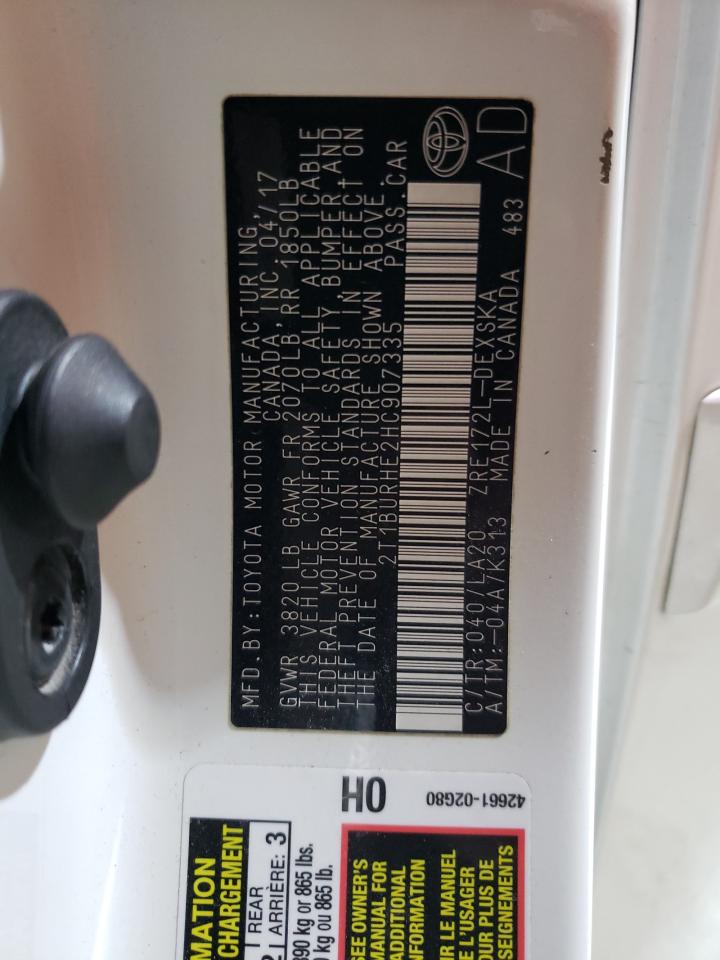 MFD.BY:TOYOTA MOTOR MANUFACTURING,
CANADA, INC. 04/17
GVWR 3820 LB GAWR FR 2070LB RR 1850LB
THIS VEHICLE CONFORMS TO ALL APPLICABLE
FEDERAL MOTOR VEHICLE SAFETY, BUMPER, AND
THEFT PREVENTION STANDARDS IN EFFECT ON
THE DATE OF MANUFACTURE SHOWN ABOVE.
2T1BURHE2HC907335 PASS.CAR
C/TR:040/LA20 ZRE172L-DEXSKA
A/TM:-04A/K313 MADE IN CANADA 483
AD
MATION
CHARGEMENT
REAR
ARRIÈRE: 3
390 kg or 865 lbs.
kg ou 865 lb.
0H
SEE OWNER'S
MANUAL FOR
ADDITIONAL
INFORMATION
LE MANUEL
L'USAGER
PLUS DE
SEIGNEMENTS
42661-02G80